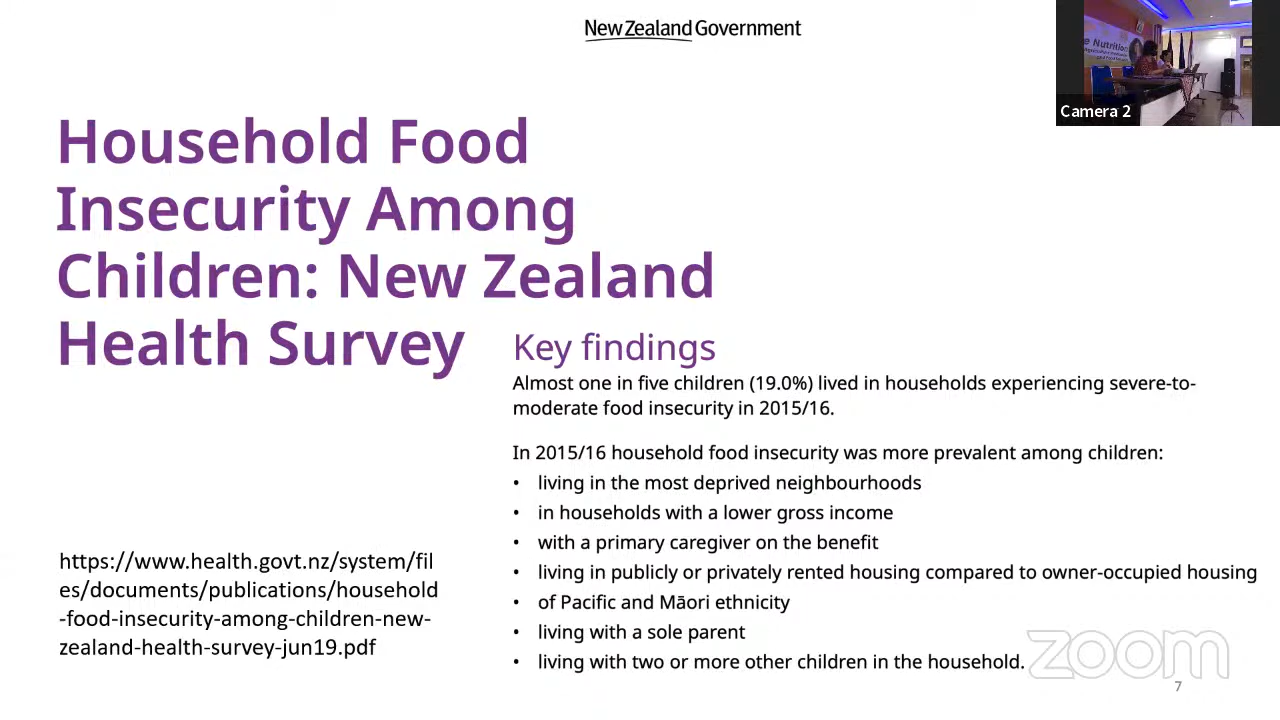 New Zealand Government
e Nutrition
Camera 2
Household Food
Insecurity Among
Children: New Zealand
Health Survey
Key findings
Almost one in five children (19.0%) lived in households experiencing severe-to-
moderate food insecurity in 2015/16.
In 2015/16 household food insecurity was more prevalent among children:
• living in the most deprived neighbourhoods
• in households with a lower gross income
• with a primary caregiver on the benefit
• living in publicly or privately rented housing compared to owner-occupied housing
• of Pacific and Māori ethnicity
• living with a sole parent
• living with two or more other children in the household.
https://www.health.govt.nz/system/fil
es/documents/publications/household
-food-insecurity-among-children-new-
zealand-health-survey-jun19.pdf
zoom
7